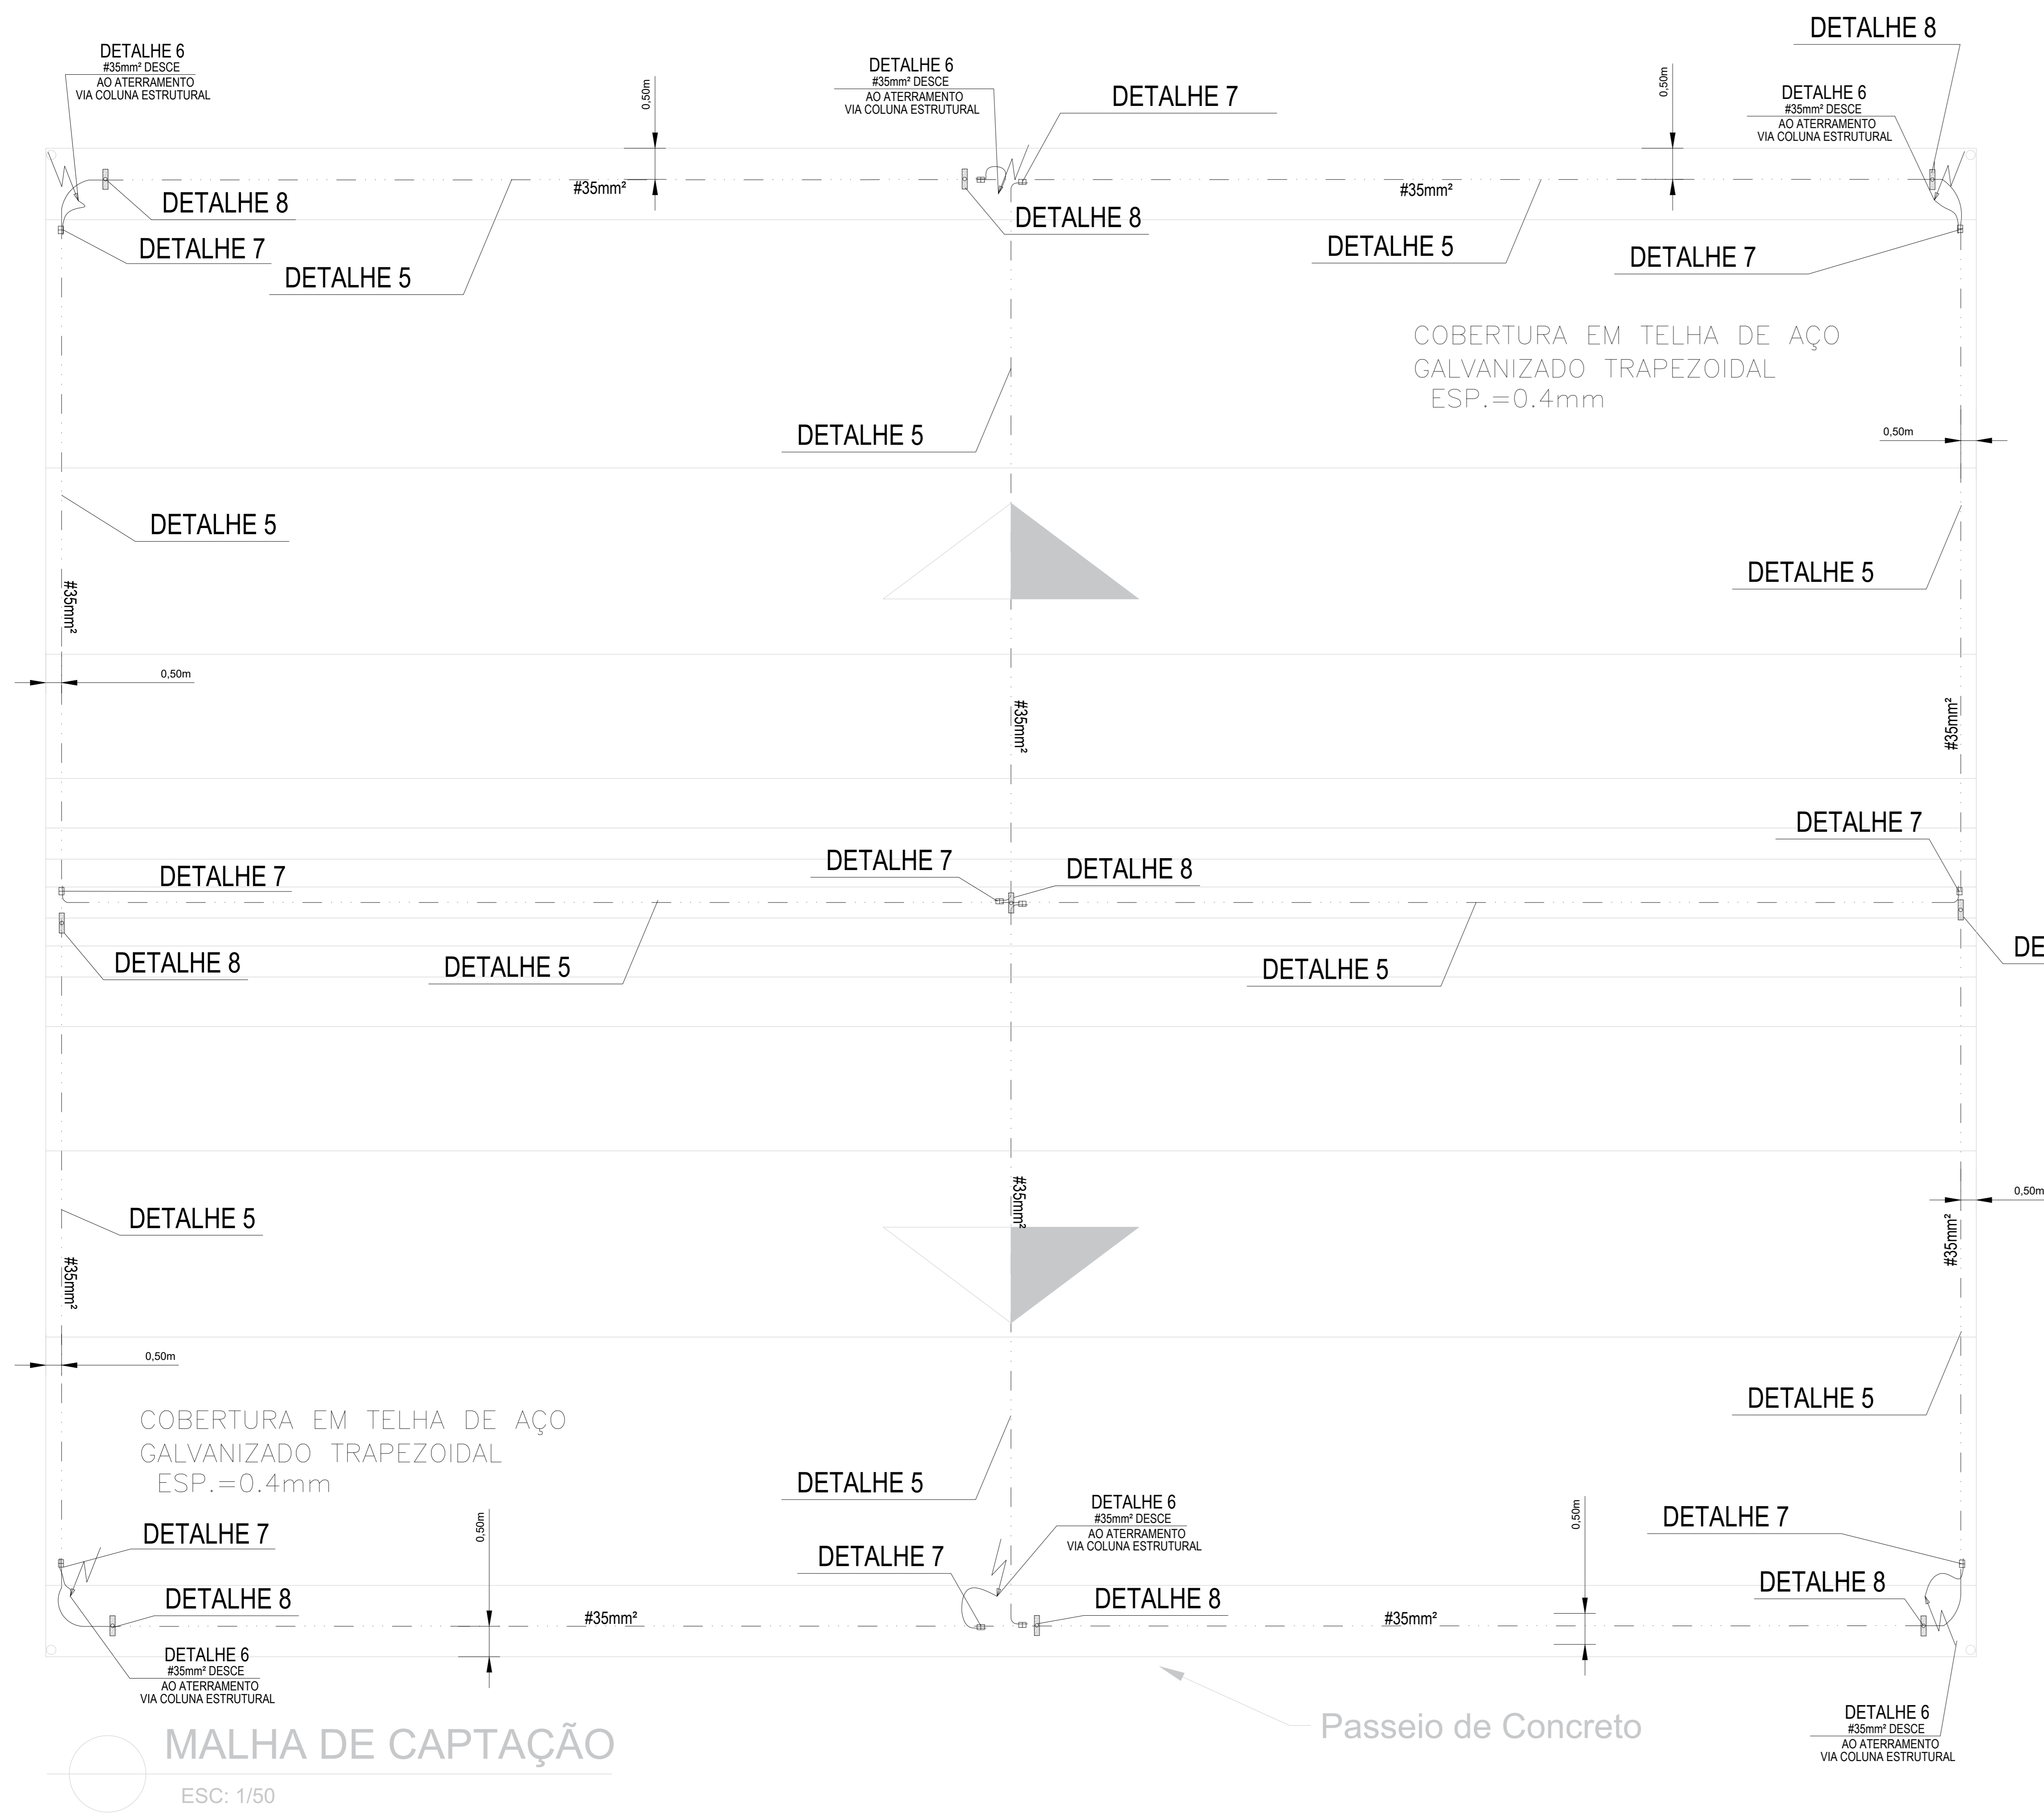 DETALHE 8
DETALHE 6
#35mm² DESCE
AO ATERRAMENTO
VIA COLUNA ESTRUTURAL
DETALHE 6
#35mm² DESCE
AO ATERRAMENTO
VIA COLUNA ESTRUTURAL
DETALHE 7
DETALHE 6
#35mm² DESCE
AO ATERRAMENTO
VIA COLUNA ESTRUTURAL
0,50m
0,50m
#35mm²
#35mm²
DETALHE 8
DETALHE 8
DETALHE 7
DETALHE 5
DETALHE 7
DETALHE 5
COBERTURA EM TELHA DE AÇO
GALVANIZADO TRAPEZOIDAL
ESP.=0.4mm
DETALHE 5
0,50m
DETALHE 5
DETALHE 5
#35mm²
0,50m
#35mm²
#35mm²
DETALHE 7
DETALHE 7
DETALHE 8
DETALHE 7
DETALHE 8
DETALHE 5
DETALHE 5
DE
#35mm²
0,50m
DETALHE 5
#35mm²
#35mm²
0,50m
DETALHE 5
COBERTURA EM TELHA DE AÇO
GALVANIZADO TRAPEZOIDAL
ESP.=0.4mm
DETALHE 5
DETALHE 6
#35mm² DESCE
AO ATERRAMENTO
VIA COLUNA ESTRUTURAL
0,50m
0,50m
DETALHE 7
DETALHE 7
DETALHE 7
DETALHE 8
DETALHE 8
DETALHE 8
#35mm²
#35mm²
DETALHE 6
#35mm² DESCE
AO ATERRAMENTO
VIA COLUNA ESTRUTURAL
DETALHE 6
#35mm² DESCE
AO ATERRAMENTO
VIA COLUNA ESTRUTURAL
Passeio de Concreto
MALHA DE CAPTAÇÃO
ESC: 1/50